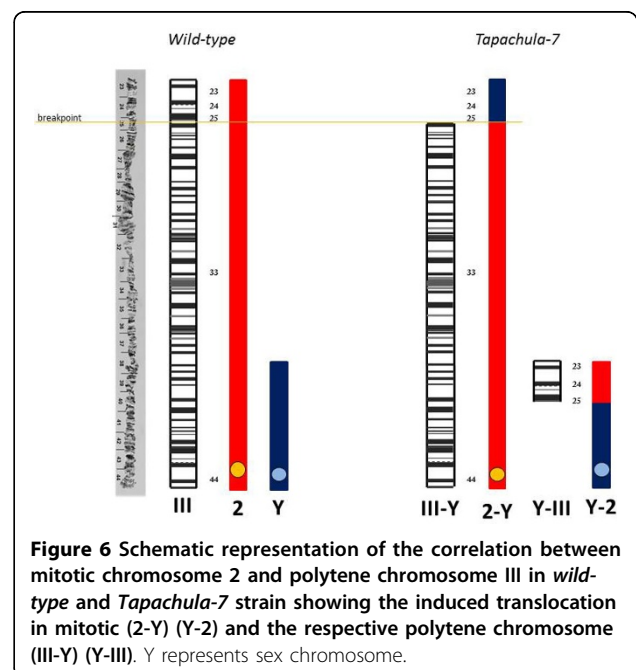 Wild-type Tapachula-7
23 23
24 24
breakpoint 25 25
33 33
23
24
25
44 44
III 2 Y III-Y 2-Y Y-III Y-2
Figure 6 Schematic representation of the correlation between
mitotic chromosome 2 and polytene chromosome III in wild-
type and Tapachula-7 strain showing the induced translocation
in mitotic (2-Y) (Y-2) and the respective polytene chromosome
(III-Y) (Y-III). Y represents sex chromosome.